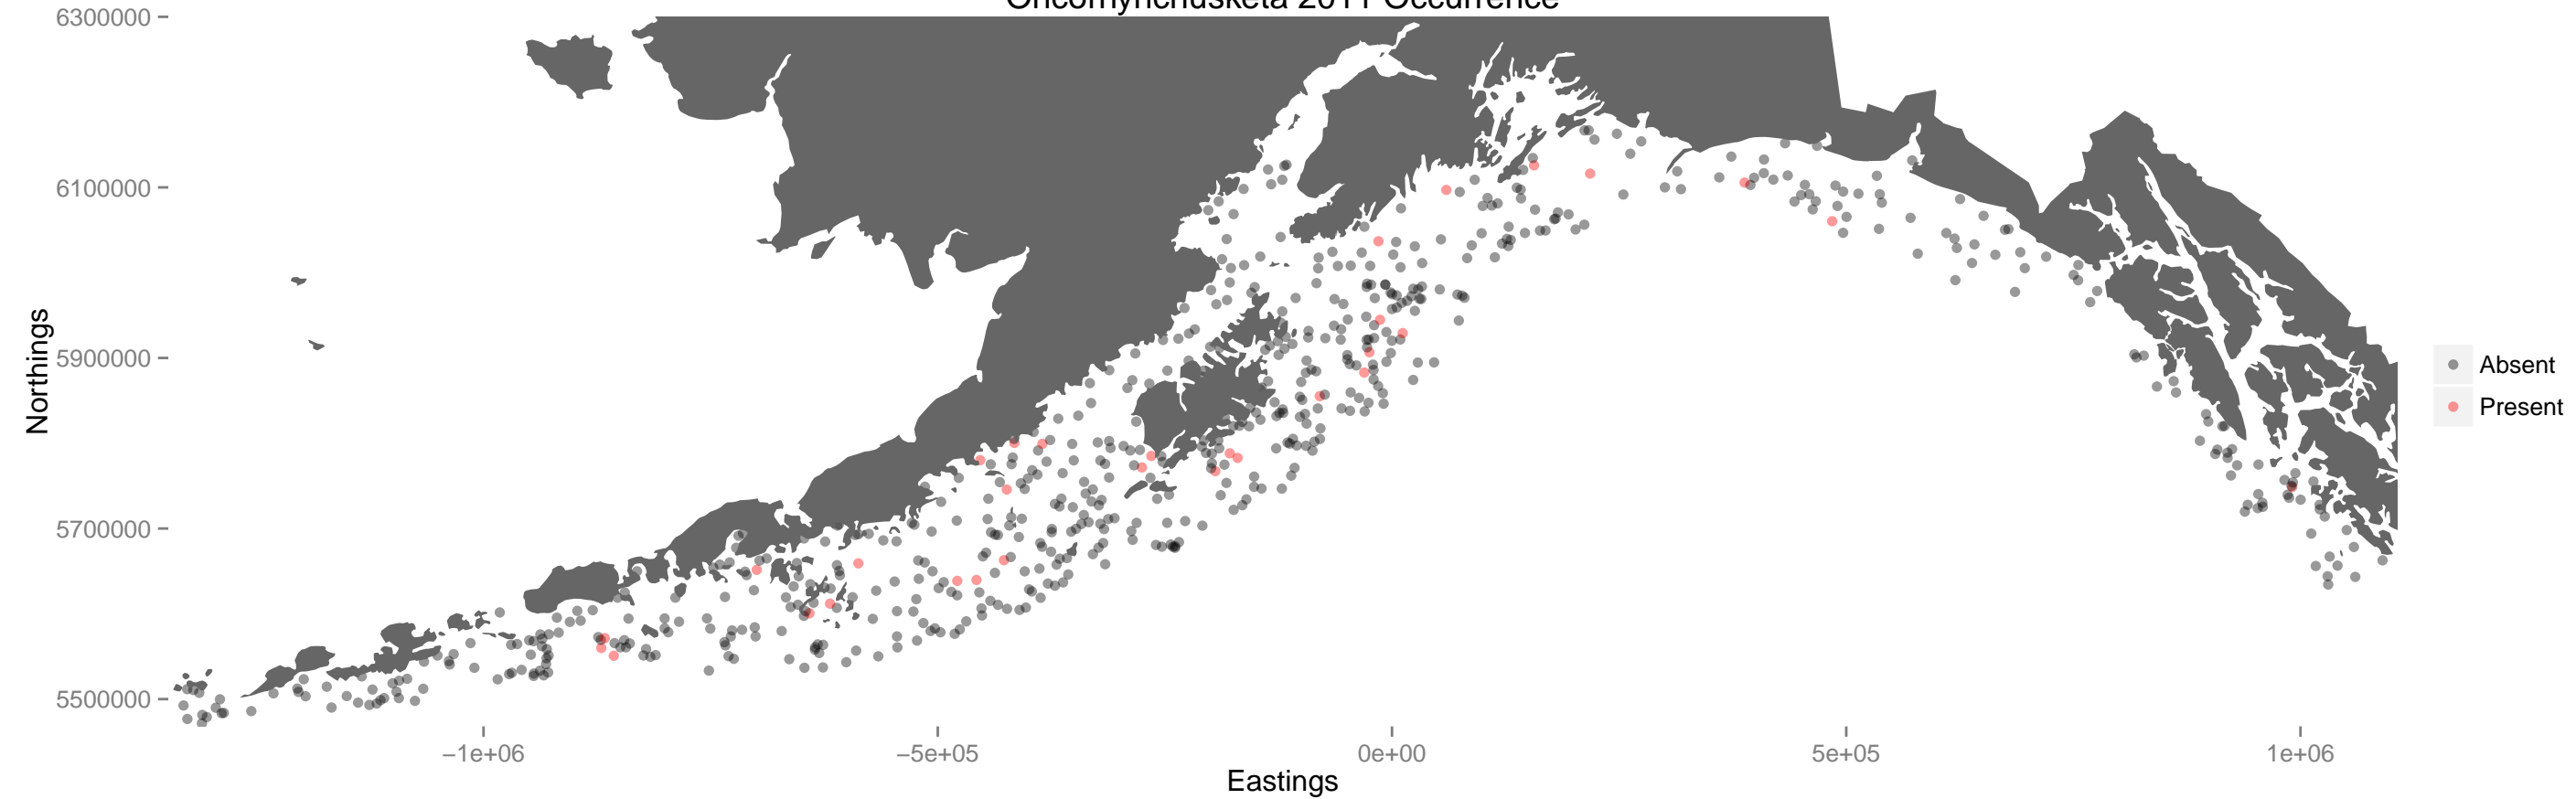 Oncorhynchusketa 2011 Occurrence
6300000
6100000
5900000
5700000
5500000
Northings
−1e+06
−5e+05
0e+00
5e+05
1e+06
Eastings
Absent
Present